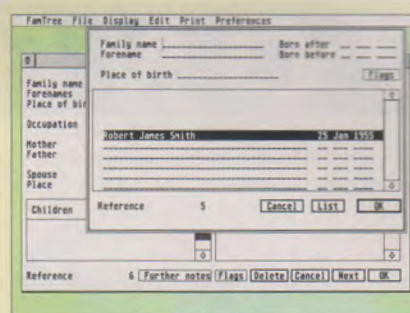 FamTree File Display Edit Print Preferences
Family name Born after
Forename Born before
Place of birth Flags
Robert James Smith 25 Jan 1955
Reference 5 Cancel List OK
Family name
Forenames
Place of bir
Occupation
Mother
Father
Spouse
Place
Children
Reference 6 Further notes Flags Delete Cancel Next OK